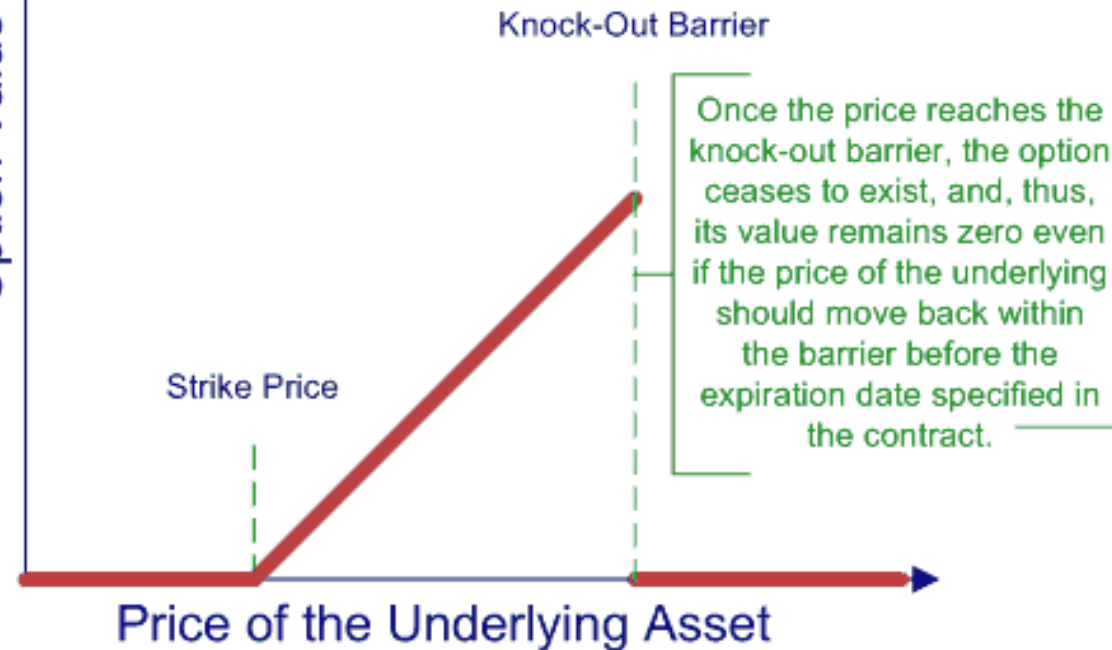 Knock-Out Barrier
Once the price reaches the
knock-out barrier, the option
ceases to exist, and, thus,
its value remains zero even
if the price of the underlying
should move back within
the barrier before the
expiration date specified in
the contract.
Strike Price
Price of the Underlying Asset